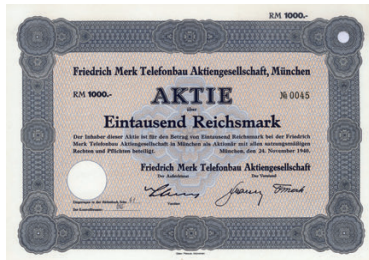 RM 1000.-
Friedrich Merk Telefonbau Aktiengesellschaft, München
RM 1000.- AKTIE № 0045
über
Eintausend Reichsmark
Der Inhaber dieser Aktie ist für den Betrag von Eintausend Reichsmark bei der Friedrich
Merk Telefonbau Aktiengesellschaft in München als Aktionär mit allen satzungsmäßigen
Rechten und Pflichten beteiligt. München, den 24. November 1940.
Friedrich Merk Telefonbau Aktiengesellschaft
Der Aufsichtsrat Der Vorstand